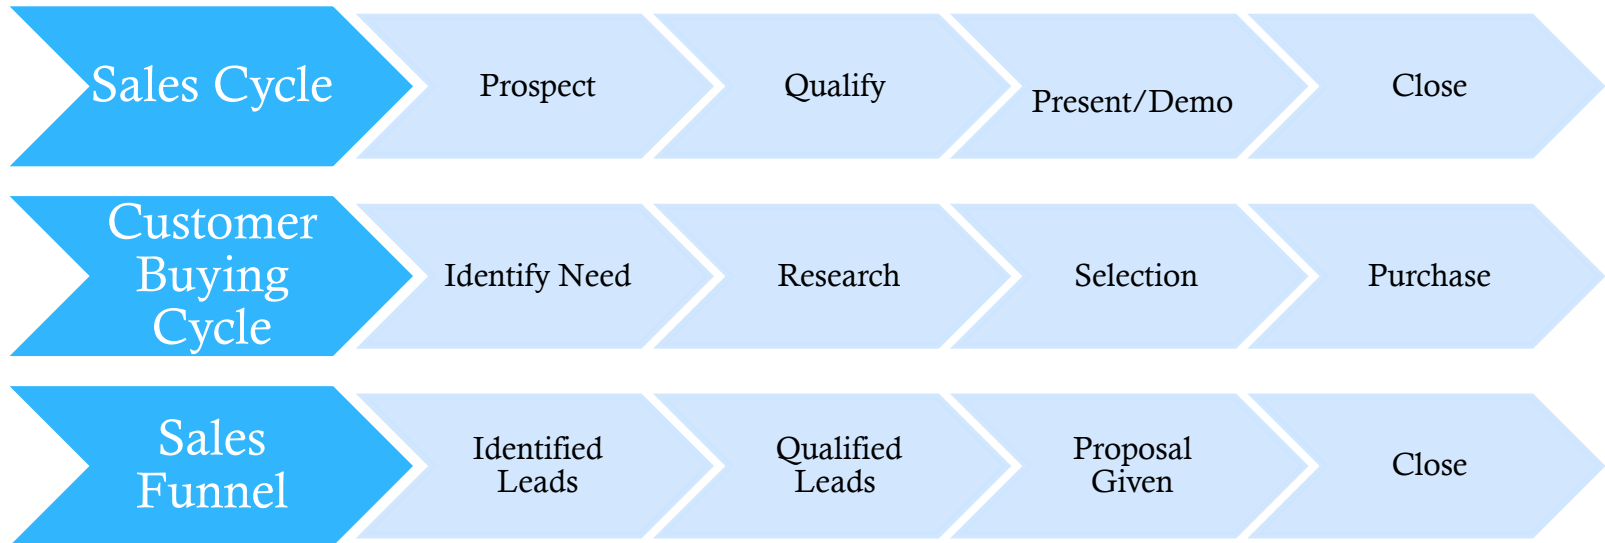 Sales Cycle
Prospect
Qualify
Present/Demo
Close
Customer
Buying
Cycle
Identify Need
Research
Selection
Purchase
Sales
Funnel
Identified
Leads
Qualified
Leads
Proposal
Given
Close